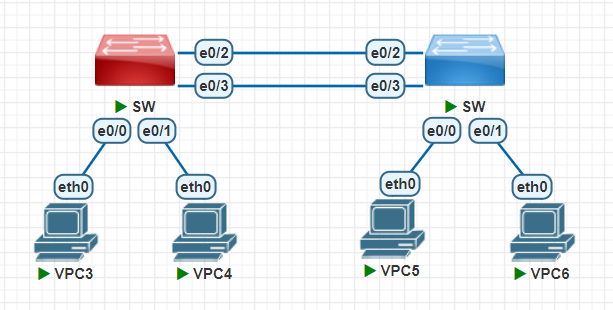 e0/2 e0/2
e0/3 e0/3
SW SW
e0/0 e0/1 e0/0 e0/1
eth0 eth0 eth0 eth0
VPC3 VPC4 VPC5 VPC6